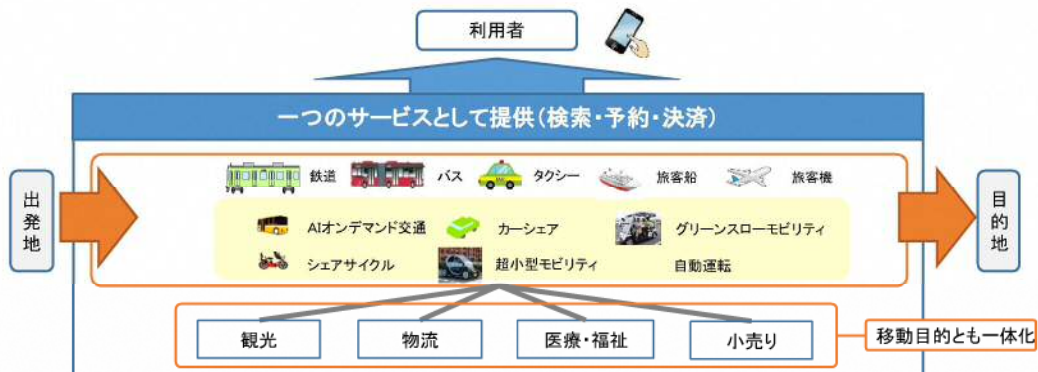 利用者
一つのサービスとして提供(検索・予約・決済)
出発地
鉄道 バス タクシー 旅客船 旅客機
目的地
AIオンデマンド交通 カーシェア グリーンスローモビリティ
シェアサイクル 超小型モビリティ 自動運転
観光 物流 医療・福祉 小売り
移動目的とも一体化